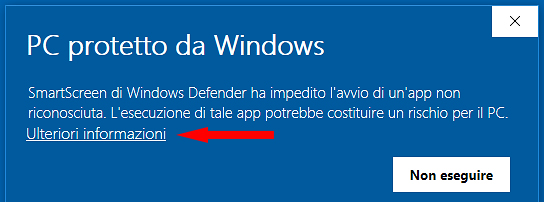 PC protetto da Windows
SmartScreen di Windows Defender ha impedito l'avvio di un'app non
riconosciuta. L'esecuzione di tale app potrebbe costituire un rischio per il PC.
Ulteriori informazioni
Non eseguire